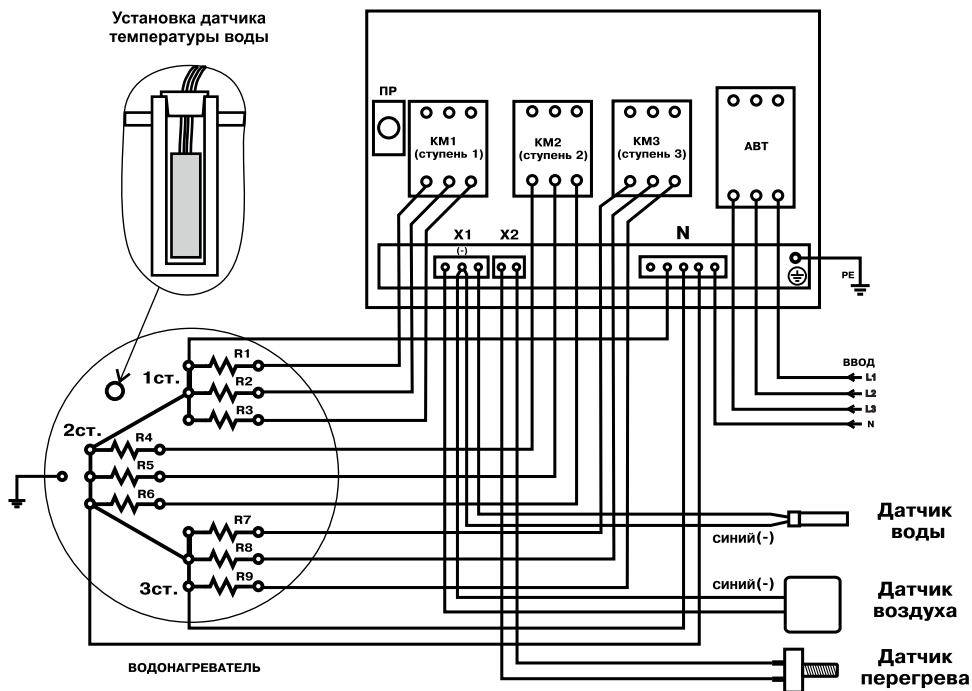 Установка датчика
температуры воды
ПР
КМ1
(ступень 1)
КМ2
(ступень 2)
КМ3
(ступень 3)
АВТ
X1
(-)
X2
N
PE
ВВОД
L1
L2
L3
N
1ст.
R1
R2
R3
2ст.
R4
R5
R6
R7
R8
R9
3ст.
синий(-)
Датчик
воды
синий(-)
Датчик
воздуха
Датчик
перегрева
ВОДОНАГРЕВАТЕЛЬ